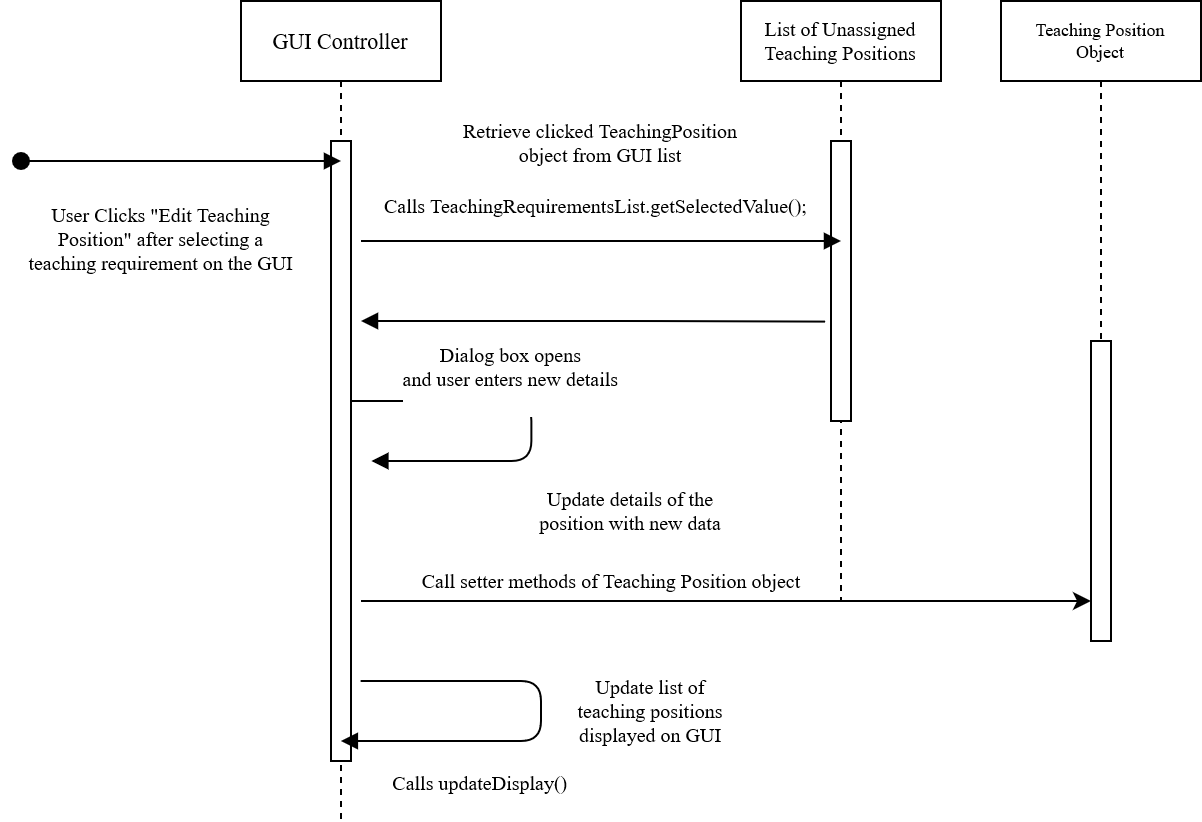 GUI Controller
List of Unassigned
Teaching Positions
Teaching Position
Object
Retrieve clicked TeachingPosition
object from GUI list
Calls TeachingRequirementsList.getSelectedValue();
User Clicks "Edit Teaching
Position" after selecting a
teaching requirement on the GUI
Dialog box opens
and user enters new details
Update details of the
position with new data
Call setter methods of Teaching Position object
Update list of
teaching positions
displayed on GUI
Calls updateDisplay()